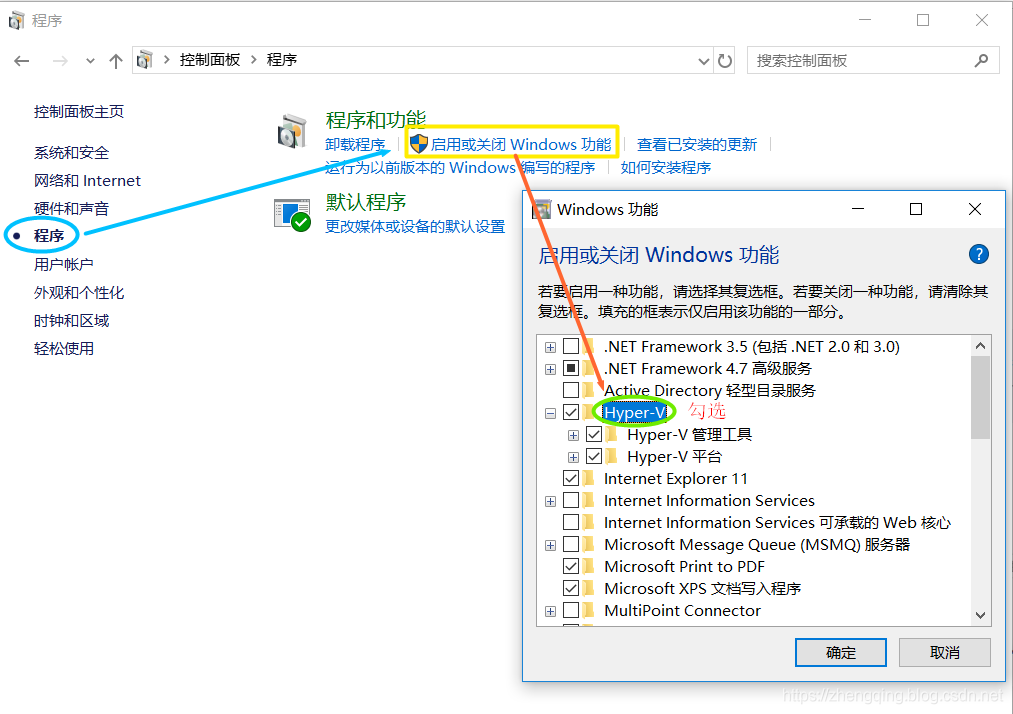 程序
控制面板 程序
搜索控制面板
控制面板主页
系统和安全
网络和 Internet
硬件和声音
程序
用户帐户
外观和个性化
时钟和区域
轻松使用
程序和功能
卸载程序 启用或关闭 Windows 功能 查看已安装的更新
运行为以前版本的 Windows 编写的程序 如何安装程序
默认程序
更改媒体或设备的默认设置
Windows 功能
启用或关闭 Windows 功能
若要启用一种功能，请选择其复选框。若要关闭一种功能，请清除其
复选框。填充的框表示仅启用该功能的一部分。
.NET Framework 3.5 (包括 .NET 2.0 和 3.0)
.NET Framework 4.7 高级服务
Active Directory 轻型目录服务
Hyper-V 勾选
Hyper-V 管理工具
Hyper-V 平台
Internet Explorer 11
Internet Information Services
Internet Information Services 可承载的 Web 核心
Microsoft Message Queue (MSMQ) 服务器
Microsoft Print to PDF
Microsoft XPS 文档写入程序
MultiPoint Connector
确定 取消
https://zhengqing.blog.csdn.net